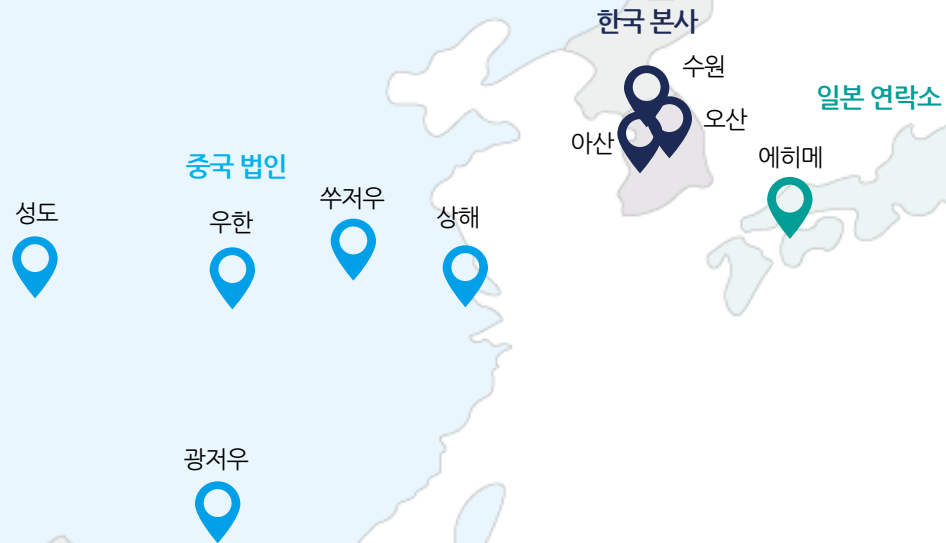 한국 본사
수원
오산
아산
일본 연락소
에히메
중국 법인
성도
우한
쑤저우
상해
광저우